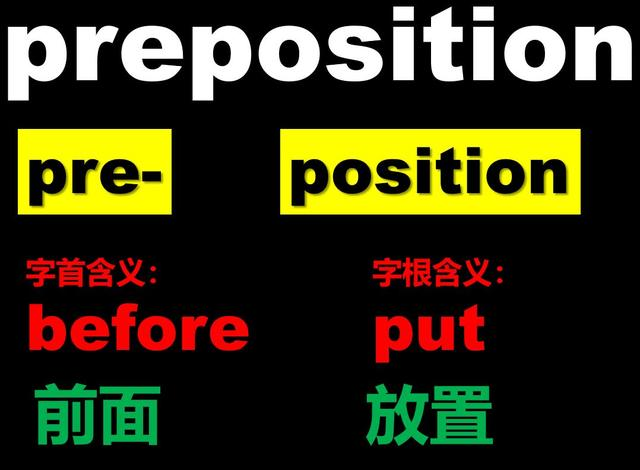 preposition
pre- position
字首含义： 字根含义：
before put
前面 放置